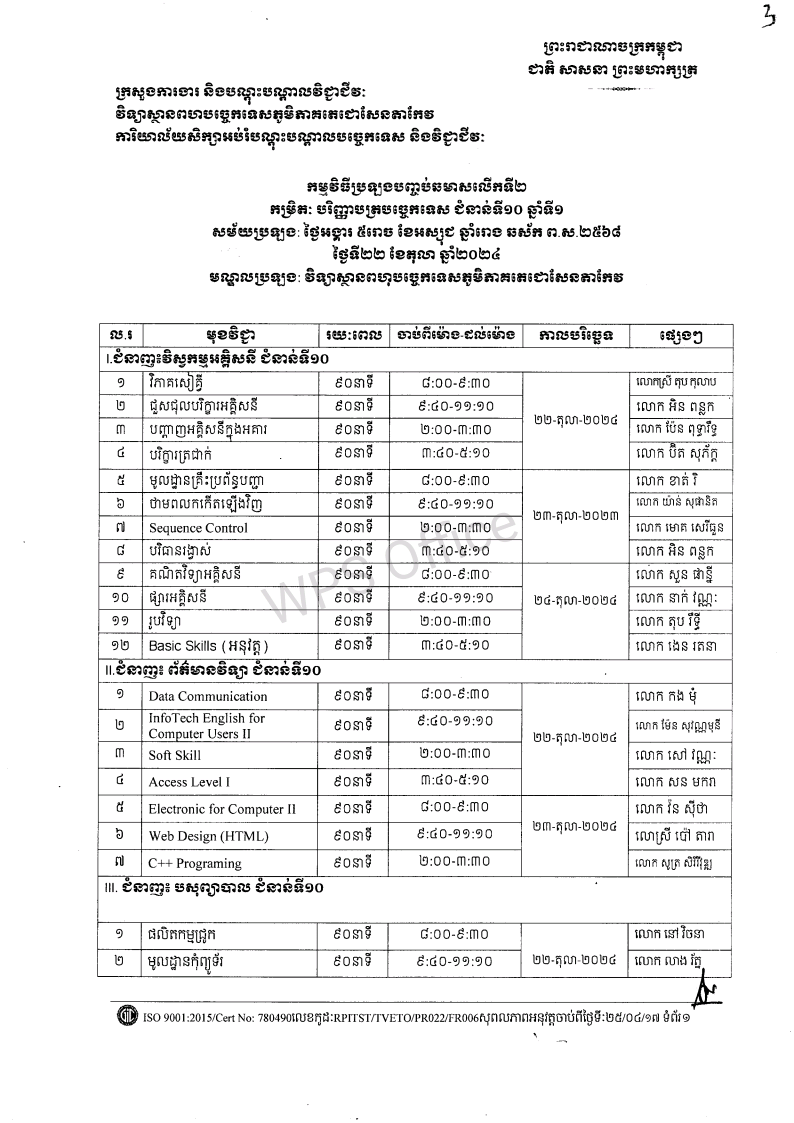 3
ព្រះរាជាណាចក្រកម្ពុជា
ជាតិ សាសនា ព្រះមហាក្សត្រ
ក្រសួងការងារ និងបណ្តុះបណ្តាលវិជ្ជាជីវៈ
វិទ្យាស្ថានពហុបច្ចេកទេសភូមិភាគតេជោសែនតាកែវ
ការិយាល័យសិក្សាអប់រំបណ្តុះបណ្តាលបច្ចេកទេស និងវិជ្ជាជីវៈ
កម្មវិធីប្រឡងបញ្ចប់ឆមាសលើកទី២
កម្រិតៈ បរិញ្ញាបត្របច្ចេកទេស ជំនាន់ទី១០ ឆ្នាំទី១
សម័យប្រឡងៈ ថ្ងៃអង្គារ ៥រោច ខែអស្សុជ ឆ្នាំរោង ឆស័ក ព.ស.២៥៦៨
ថ្ងៃទី២២ ខែតុលា ឆ្នាំ២០២៤
មណ្ឌលប្រឡងៈ វិទ្យាស្ថានពហុបច្ចេកទេសភូមិភាគតេជោសែនតាកែវ
ល.រ មុខវិជ្ជា រយៈពេល ចាប់ពីម៉ោង-ដល់ម៉ោង កាលបរិច្ឆេទ ផ្សេងៗ
I.ជំនាញ៖វិស្វកម្មអគ្គិសនី ជំនាន់ទី១០
១ វិភាគសៀគ្វី ៩០នាទី ៨:០០-៩:៣០ លោកស្រី តុប កុលាប
២ ជួសជុលបរិក្ខារអគ្គិសនី ៩០នាទី ៩:៤០-១១:១០ ២២-តុលា-២០២៤ លោក អិន ពន្លក
៣ បញ្ហាញអគ្គិសនីក្នុងអគារ ៩០នាទី ២:០០-៣:៣០ លោក ប៉ែន ពុទ្ធារឹទ្ធ
៤ បរិក្ខារត្រជាក់ ៩០នាទី ៣:៤០-៥:១០ លោក ប៊ិត សុភ័ក្ត
៥ មូលដ្ឋានគ្រឹះប្រព័ន្ធបញ្ជា ៩០នាទី ៨:០០-៩:៣០ លោក ខាត់ រិ
៦ ថាមពលកកើតឡើងវិញ ៩០នាទី ៩:៤០-១១:១០ ២៣-តុលា-២០២៣ លោក យ៉ាន់ សុផានិត
៧ Sequence Control ៩០នាទី ២:០០-៣:៣០ លោក មោគ សេរីធួន
៨ បរិធានរង្វាស់ ៩០នាទី ៣:៤០-៥:១០ លោក អិន ពន្លក
៩ គណិតវិទ្យាអគ្គិសនី ៩០នាទី ៨:០០-៩:៣០ លោក សួន ផាន្នី
១០ ផ្សារអគ្គិសនី ៩០នាទី ៩:៤០-១១:១០ ២៤-តុលា-២០២៤ លោក នាក់ វណ្ណៈ
១១ រូបវិទ្យា ៩០នាទី ២:០០-៣:៣០ លោក តុប រឹទ្ធី
១២ Basic Skills (អនុវត្ត) ៩០នាទី ៣:៤០-៥:១០ លោក ងេន រតនា
II.ជំនាញ៖ ព័ត៌មានវិទ្យា ជំនាន់ទី១០
១ Data Communication ៩០នាទី ៨:០០-៩:៣០ លោក កង មុំ
២ InfoTech English for Computer Users II ៩០នាទី ៩:៤០-១១:១០ ២២-តុលា-២០២៤ លោក ម៉ែន សុវណ្ណមុនី
៣ Soft Skill ៩០នាទី ២:០០-៣:៣០ លោក សៅ វណ្ណៈ
៤ Access Level I ៩០នាទី ៣:៤០-៥:១០ លោក សន មករា
៥ Electronic for Computer II ៩០នាទី ៨:០០-៩:៣០ លោក វ៉ន ស៊ីថា
៦ Web Design (HTML) ៩០នាទី ៩:៤០-១១:១០ ២៣-តុលា-២០២៤ លោស្រី ប៉ៅ តារា
៧ C++ Programing ៩០នាទី ២:០០-៣:៣០ លោក សូត្រ សិរីវុឌ្ឍ
III. ជំនាញ៖ បសុព្យាបាល ជំនាន់ទី១០
១ ផលិតកម្មជ្រូក ៩០នាទី ៨:០០-៩:៣០ លោក នៅ វិចនា
២ មូលដ្ឋានកុំព្យូទ័រ ៩០នាទី ៩:៤០-១១:១០ ២២-តុលា-២០២៤ លោក លាង រ័ត្ន
WPS Office
ISO 9001:2015/Cert No: 780490លេខកូដ:RPITST/TVETO/PR022/FR006សុពលភាពអនុវត្តចាប់ពីថ្ងៃទី:២៥/០៤/១៧ ទំព័រ១